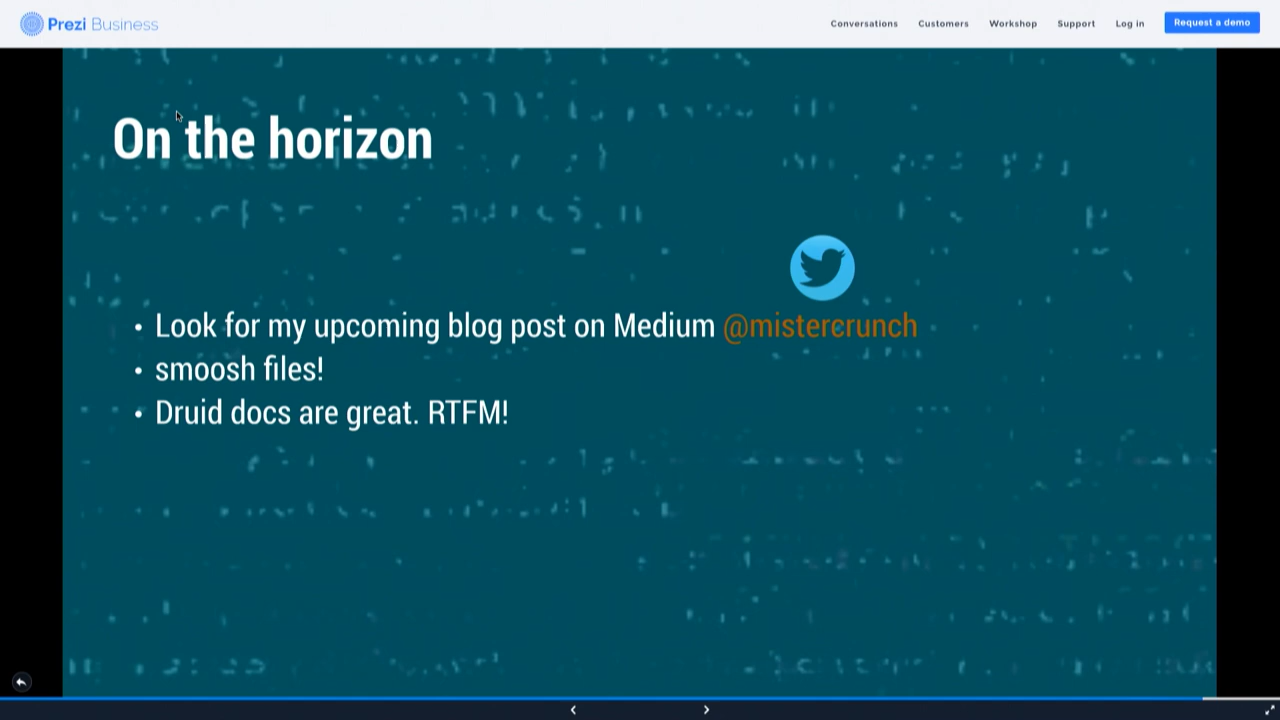 Prezi Business
Conversations Customers Workshop Support Log in Request a demo
On the horizon
• Look for my upcoming blog post on Medium @mistercrunch
• smoosh files!
• Druid docs are great. RTFM!